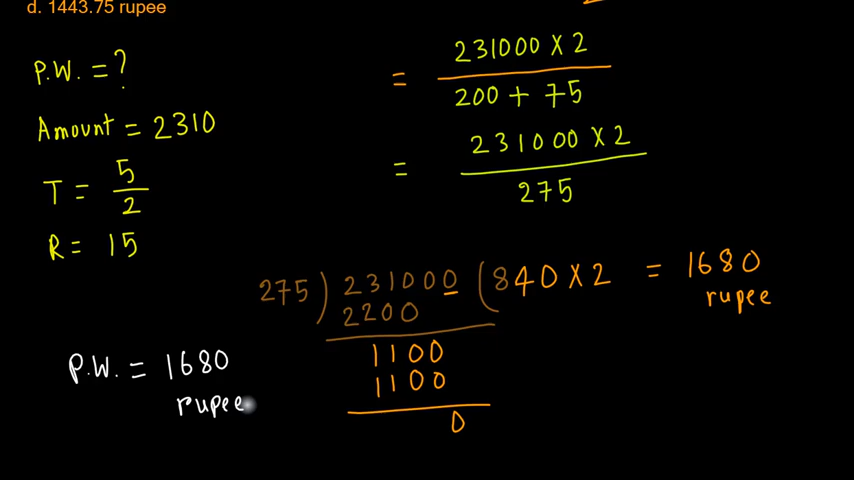 d. 1443.75 rupee
P.W. = ?
Amount = 2310
T = 5/2
R = 15
= 231000 X 2 / 200 + 75
= 231000 X 2 / 275
275 ) 231000 ( 840 X 2 = 1680
rupee
2200
1100
1100
0
P.W. = 1680
rupee